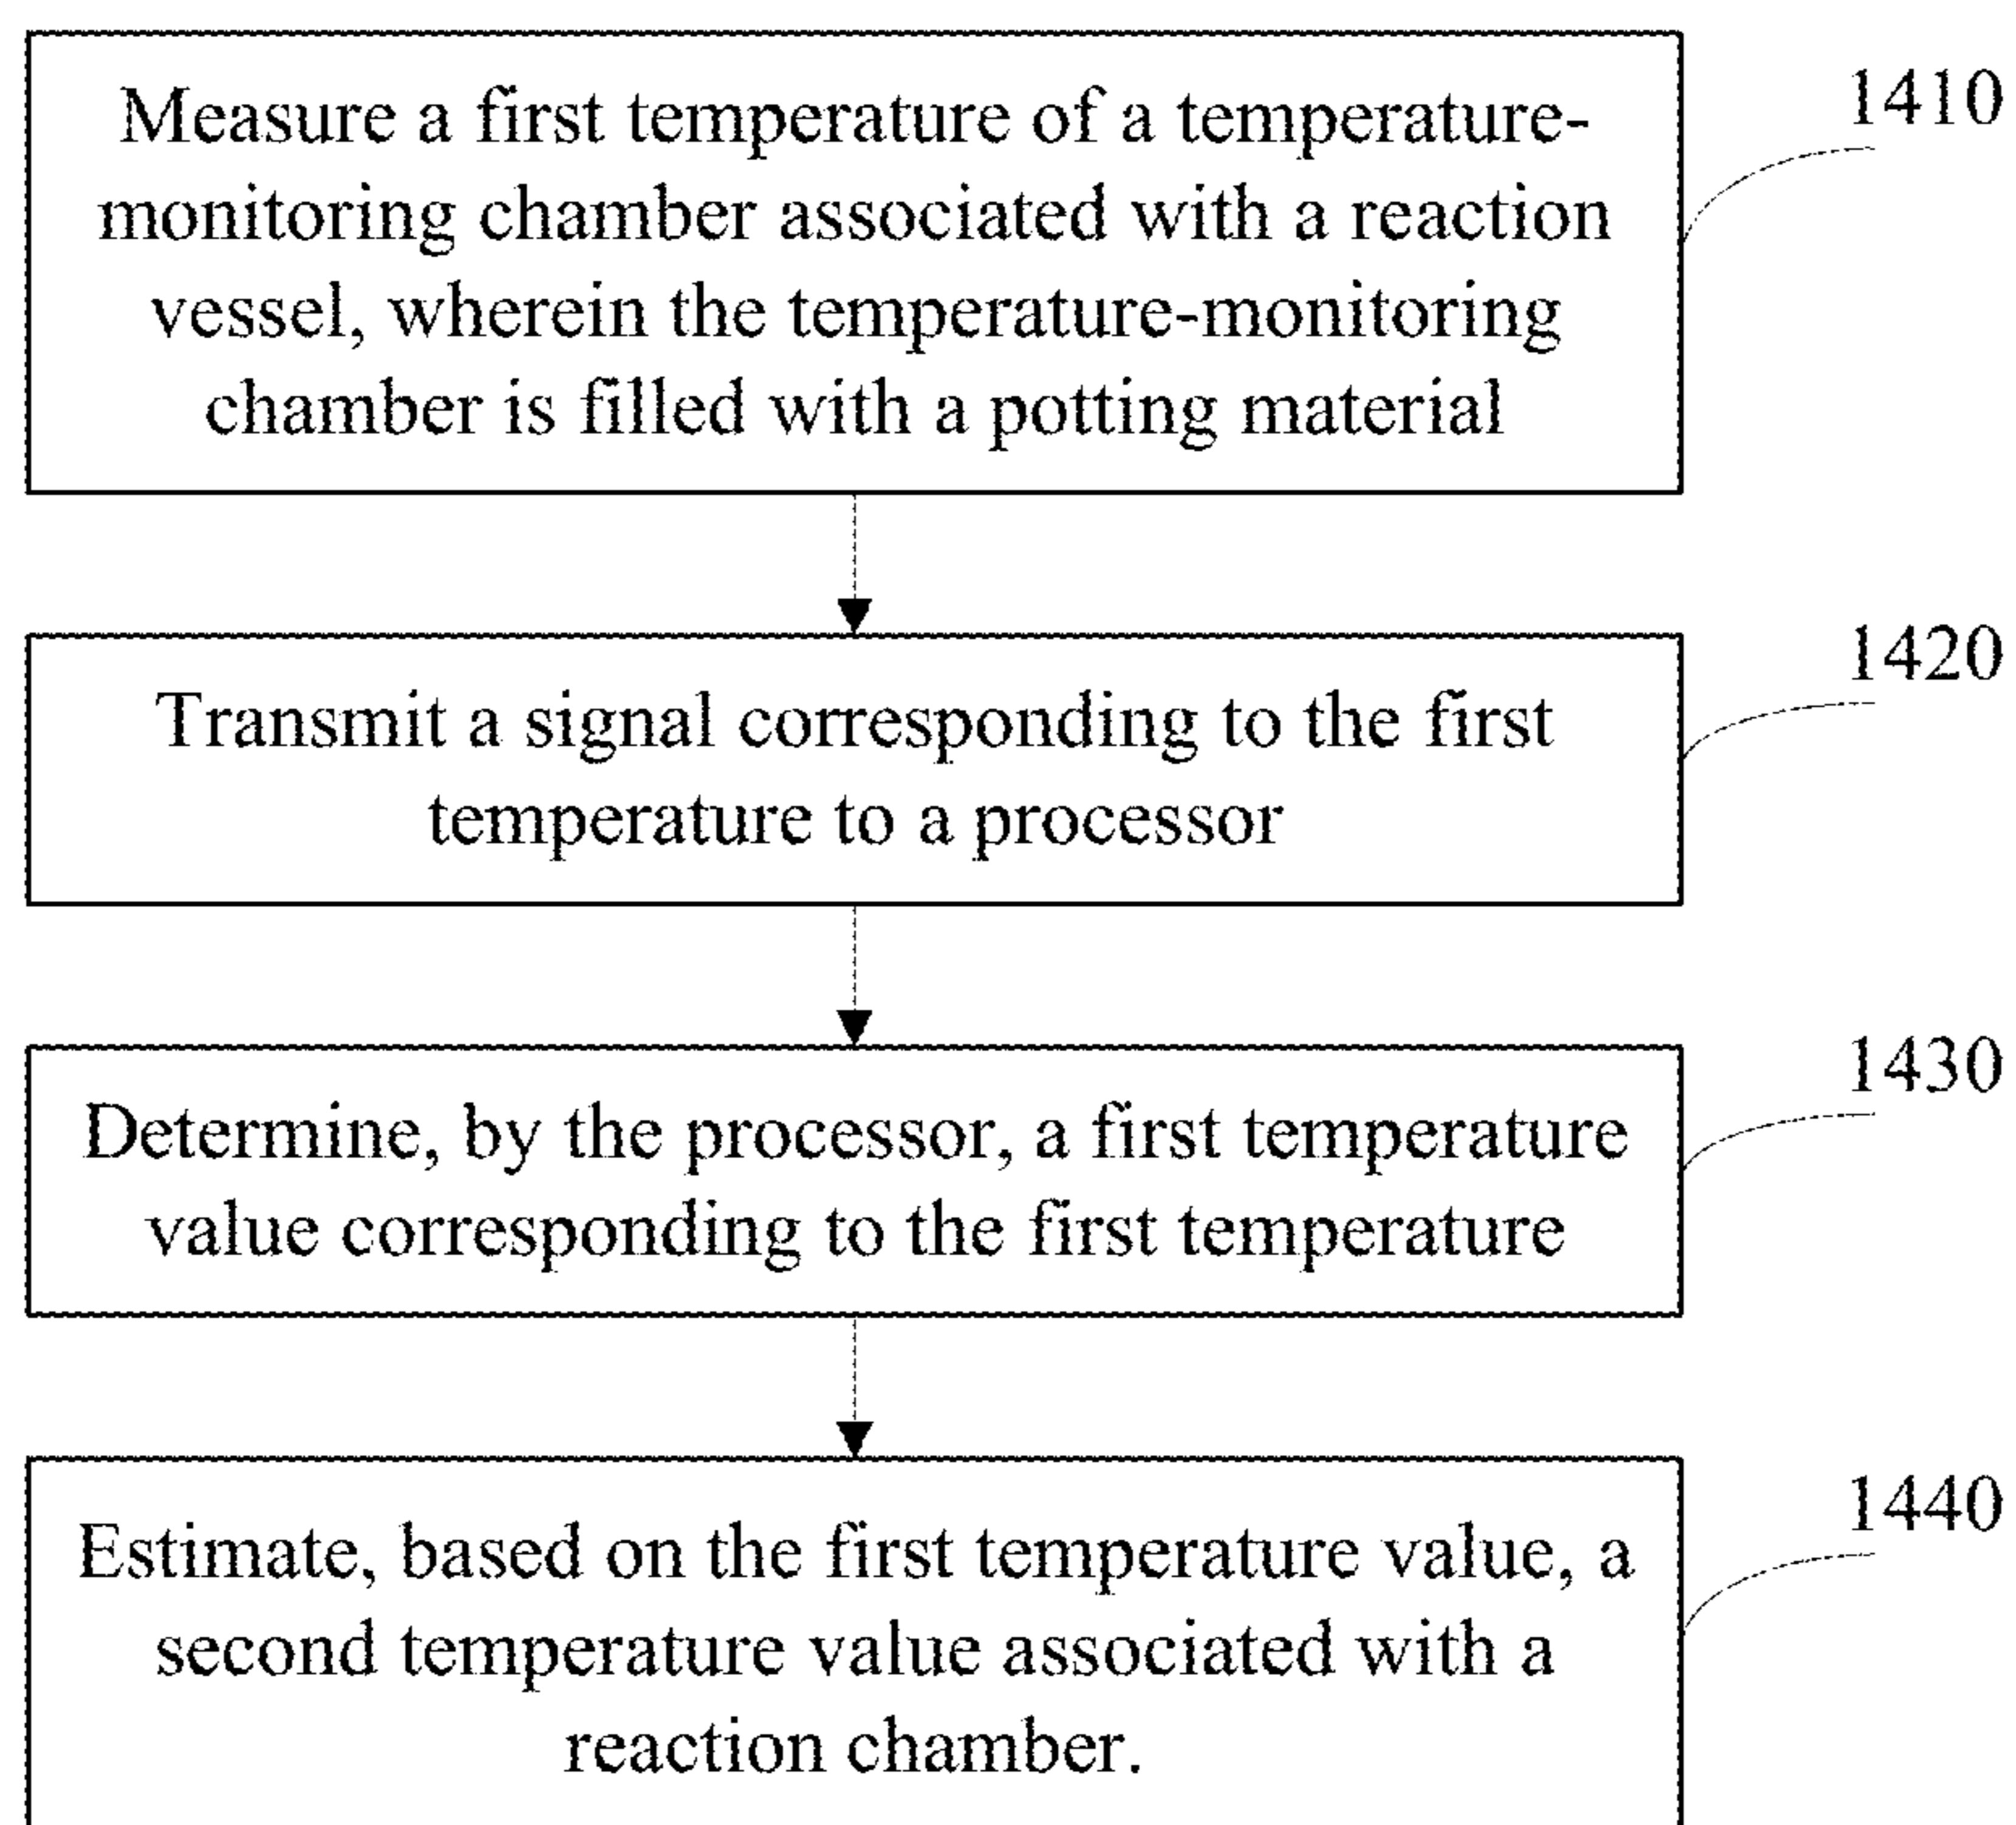 Measure a first temperature of a temperature-
monitoring chamber associated with a reaction
vessel, wherein the temperature-monitoring
chamber is filled with a potting material
1410
Transmit a signal corresponding to the first
temperature to a processor
1420
Determine, by the processor, a first temperature
value corresponding to the first temperature
1430
Estimate, based on the first temperature value, a
second temperature value associated with a
reaction chamber.
1440